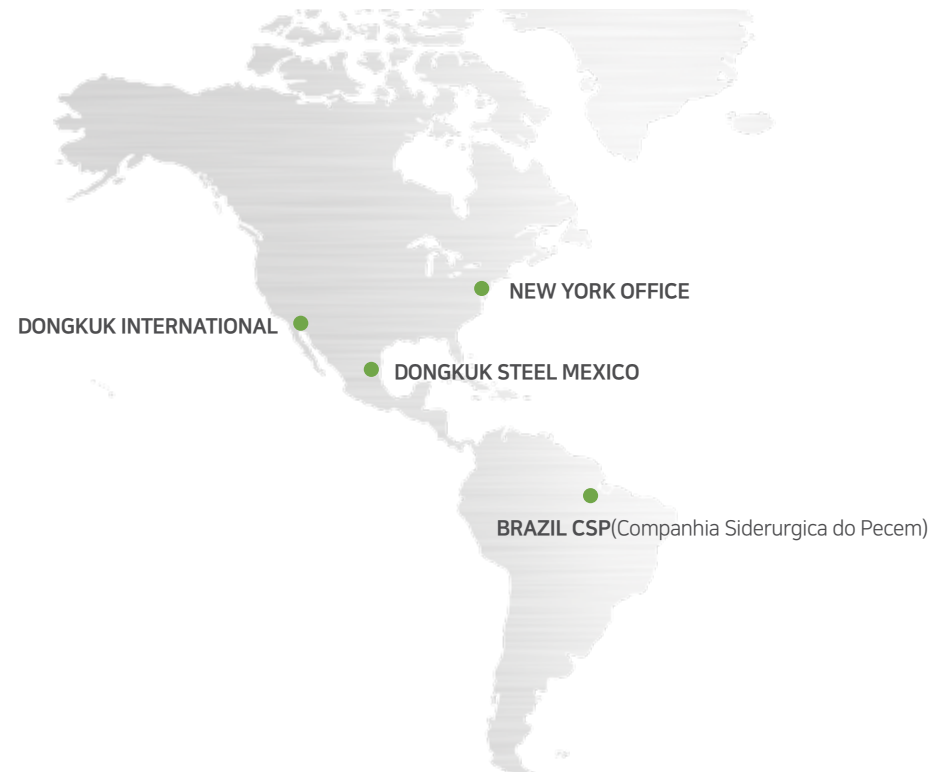 NEW YORK OFFICE
DONGKUK INTERNATIONAL
DONGKUK STEEL MEXICO
BRAZIL CSP(Companhia Siderurgica do Pecem)